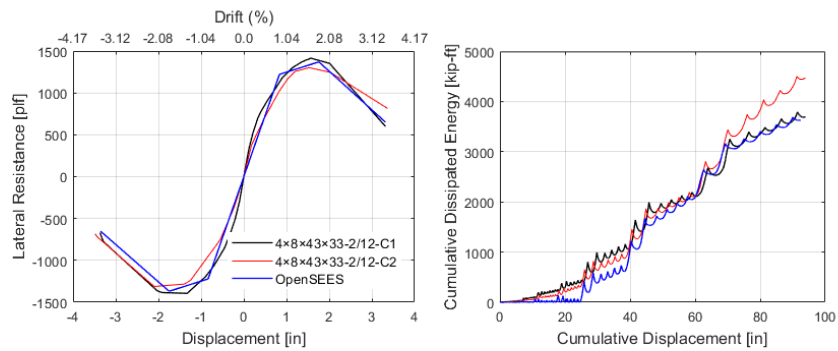 Drift (%)
-4.17 -3.12 -2.08 -1.04 0.0 1.04 2.08 3.12 4.17
1500
1000
500
0
-500
-1000
-1500
Lateral Resistance [plf]
4×8×43×33-2/12-C1
4×8×43×33-2/12-C2
OpenSEES
-4 -3 -2 -1 0 1 2 3 4
Displacement [in]
5000
4000
3000
2000
1000
0
Cumulative Dissipated Energy [kip-ft]
0 20 40 60 80 100
Cumulative Displacement [in]